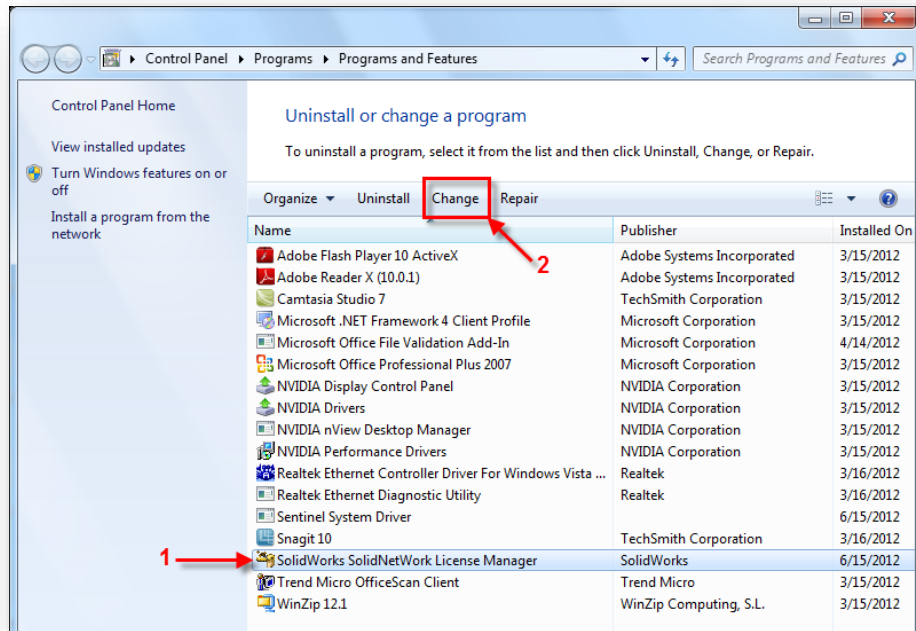 Control Panel Programs Programs and Features Search Programs and Features
Control Panel Home
View installed updates
Turn Windows features on or
off
Install a program from the
network
Uninstall or change a program
To uninstall a program, select it from the list and then click Uninstall, Change, or Repair.
Organize Uninstall Change Repair
2
Name Publisher Installed On
Adobe Flash Player 10 ActiveX Adobe Systems Incorporated 3/15/2012
Adobe Reader X (10.0.1) Adobe Systems Incorporated 3/15/2012
Camtasia Studio 7 TechSmith Corporation 3/15/2012
Microsoft .NET Framework 4 Client Profile Microsoft Corporation 3/15/2012
Microsoft Office File Validation Add-In Microsoft Corporation 4/14/2012
Microsoft Office Professional Plus 2007 Microsoft Corporation 3/15/2012
NVIDIA Display Control Panel NVIDIA Corporation 3/15/2012
NVIDIA Drivers NVIDIA Corporation 3/15/2012
NVIDIA nView Desktop Manager NVIDIA Corporation 3/15/2012
NVIDIA Performance Drivers NVIDIA Corporation 3/15/2012
Realtek Ethernet Controller Driver For Windows Vista ... Realtek 3/16/2012
Realtek Ethernet Diagnostic Utility Realtek 3/16/2012
Sentinel System Driver 6/15/2012
Snagit 10 TechSmith Corporation 3/16/2012
1 SolidWorks SolidNetWork License Manager SolidWorks 6/15/2012
Trend Micro OfficeScan Client Trend Micro 3/15/2012
WinZip 12.1 WinZip Computing, S.L. 3/15/2012